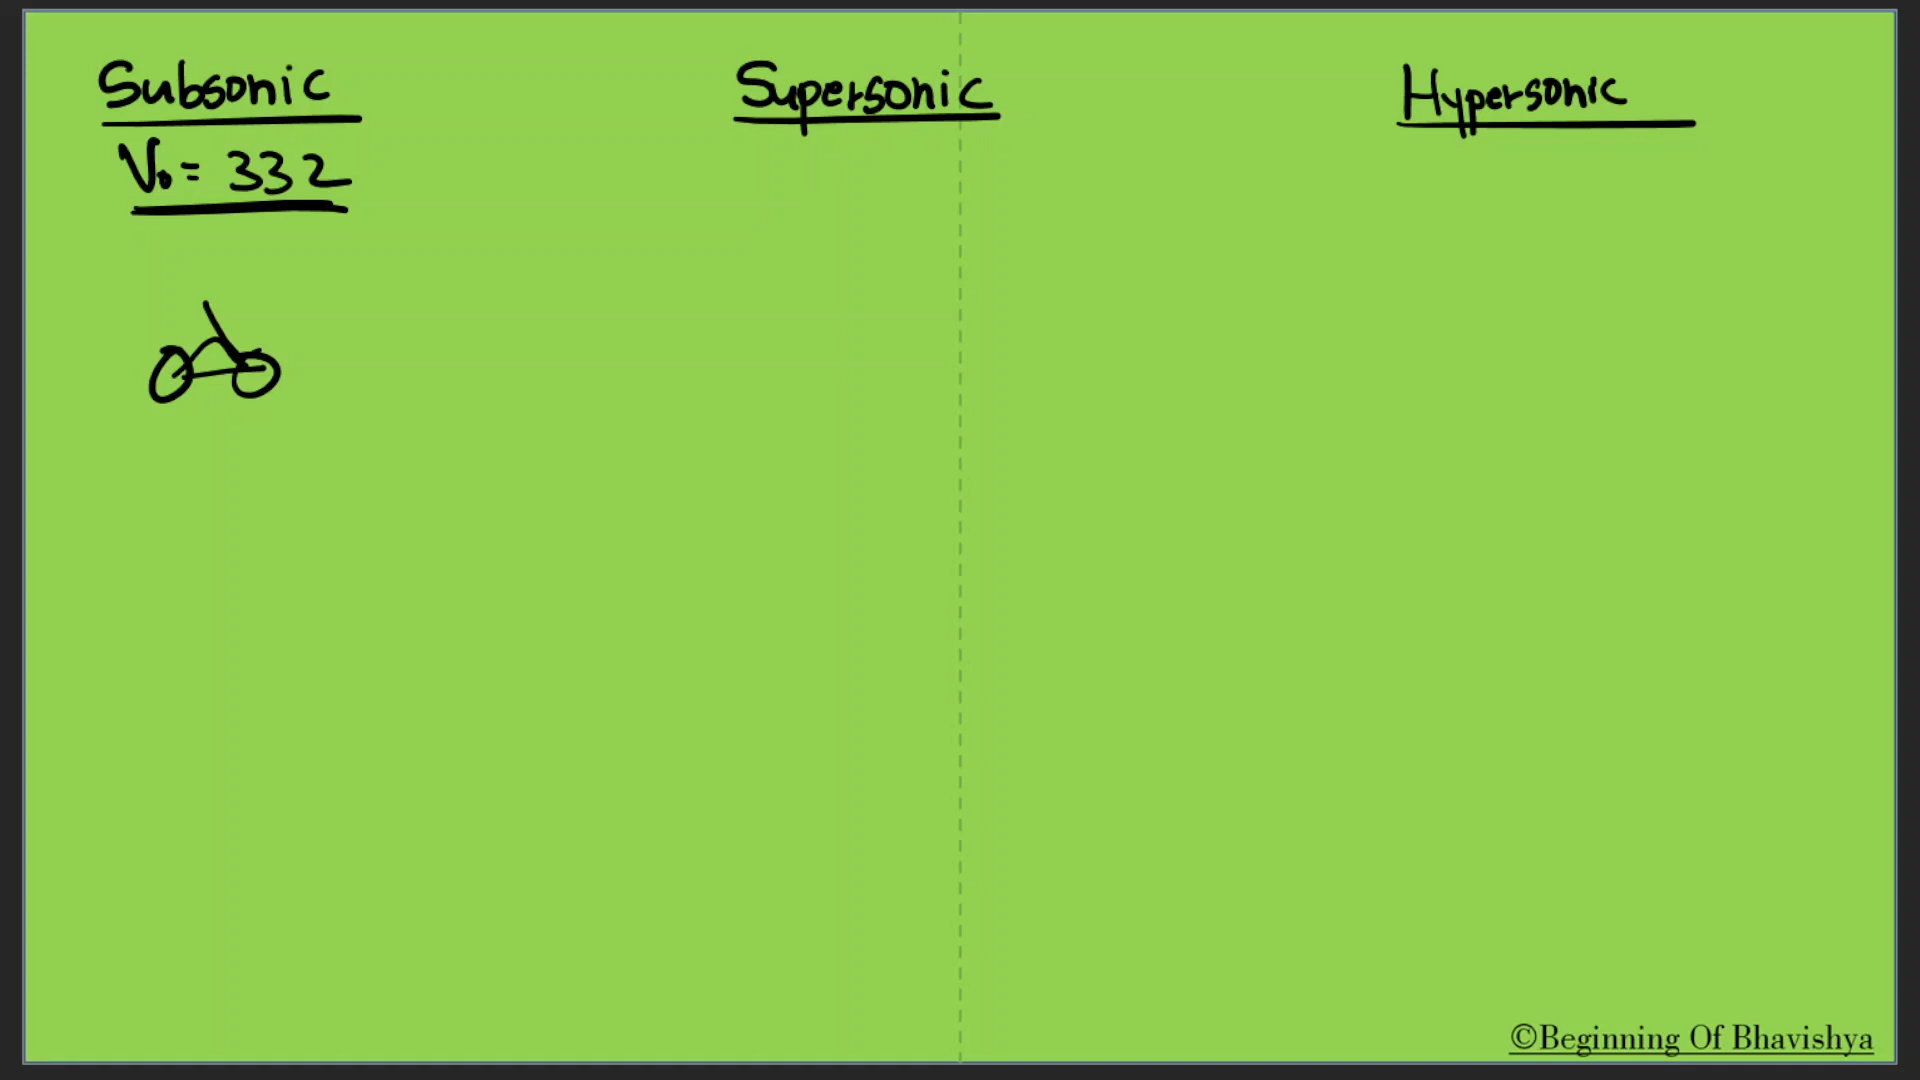 Subsonic Supersonic Hypersonic
V₀ = 332
©Beginning Of Bhavishya